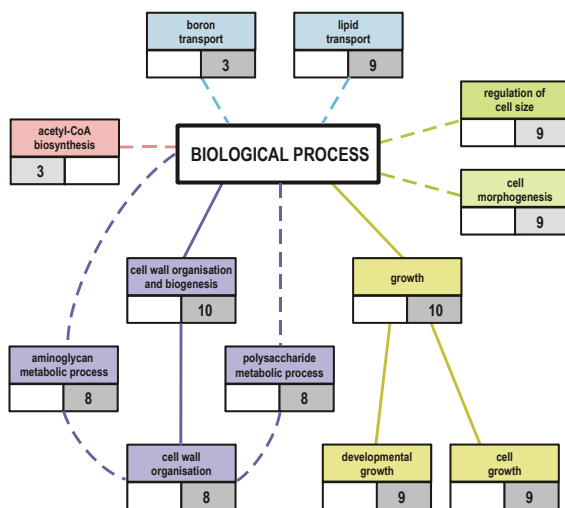 boron
transport
3
lipid
transport
9
regulation of
cell size
9
acetyl-CoA
biosynthesis
3
BIOLOGICAL PROCESS
cell
morphogenesis
9
cell wall organisation
and biogenesis
10
growth
10
aminoglycan
metabolic process
8
polysaccharide
metabolic process
8
cell wall
organisation
8
developmental
growth
9
cell
growth
9